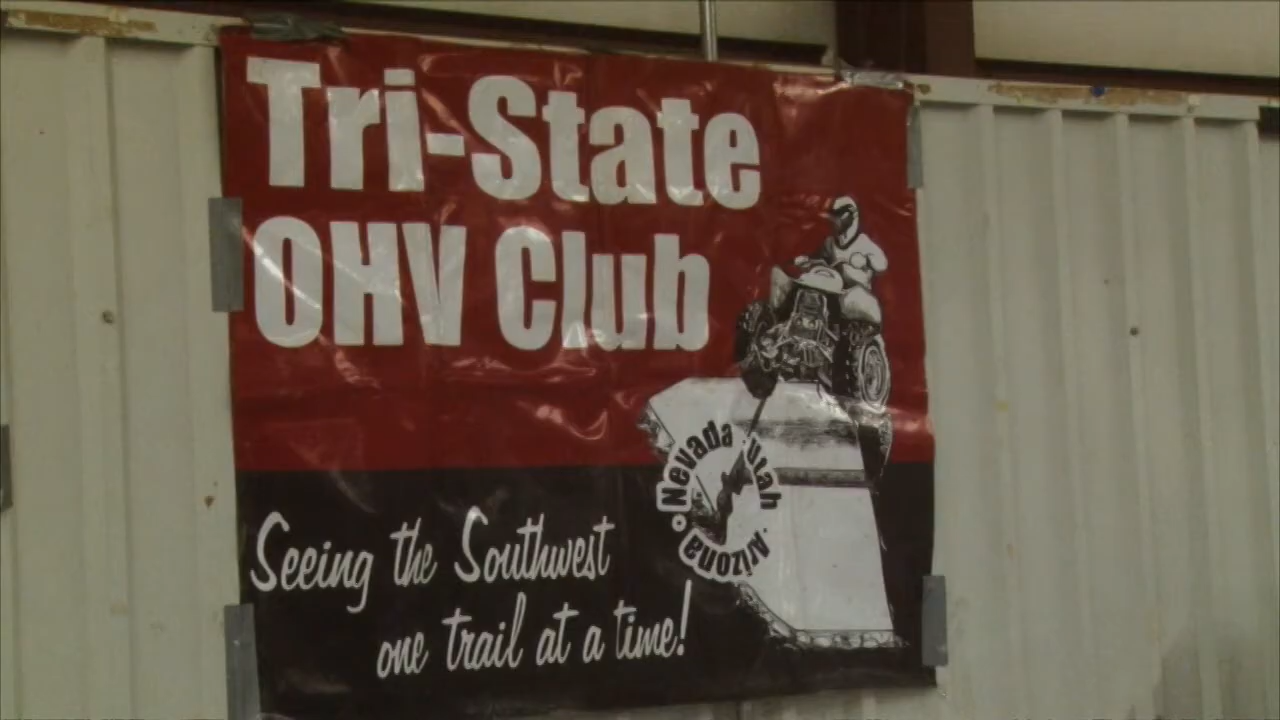 Tri-State
OHV Club
• Nevada • Utah • Arizona
Seeing the Southwest
one trail at a time!